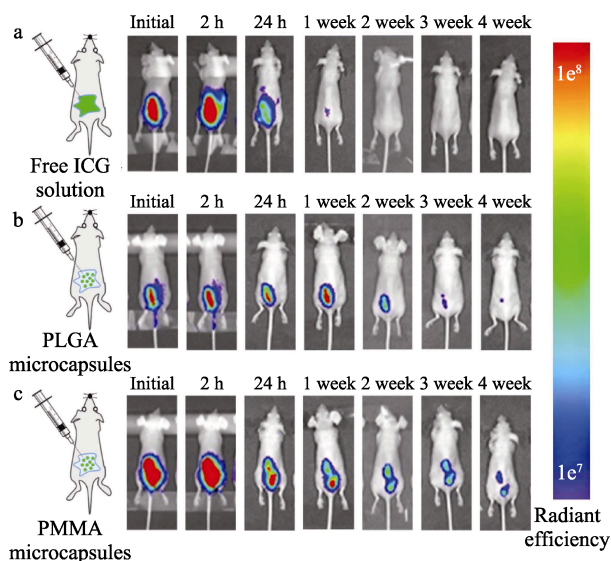 a
Initial 2 h 24 h 1 week 2 week 3 week 4 week
Free ICG
solution
b
Initial 2 h 24 h 1 week 2 week 3 week 4 week
PLGA
microcapsules
c
Initial 2 h 24 h 1 week 2 week 3 week 4 week
PMMA
microcapsules
1e⁸
1e⁷
Radiant
efficiency